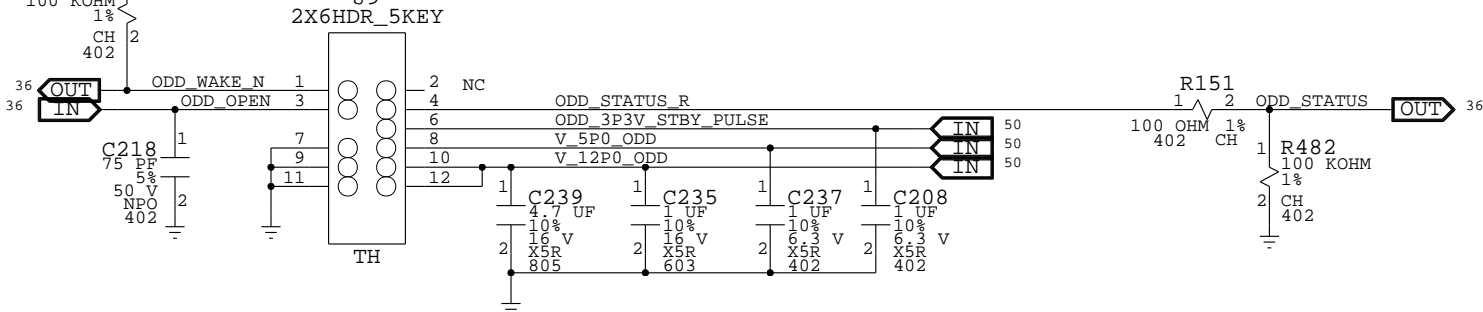 1%
CH
402
2
2X6HDR_5KEY
36 OUT ODD_WAKE_N 1
36 IN ODD_OPEN 3
7
9
11
2 NC
4 ODD_STATUS_R
6 ODD_3P3V_STBY_PULSE IN 50
8 V_5P0_ODD IN 50
10 V_12P0_ODD IN 50
12
TH
1
C218
75 PF
5%
50 V
NPO
402
2
1
C239
4.7 UF
10%
16 V
X5R
805
2
1
C235
1 UF
10%
16 V
X5R
603
2
1
C237
1 UF
10%
6.3 V
X5R
402
2
1
C208
1 UF
10%
6.3 V
X5R
402
2
R151
1 2 ODD_STATUS OUT 36
100 OHM 1%
402 CH
1
R482
100 KOHM
1%
CH
402
2